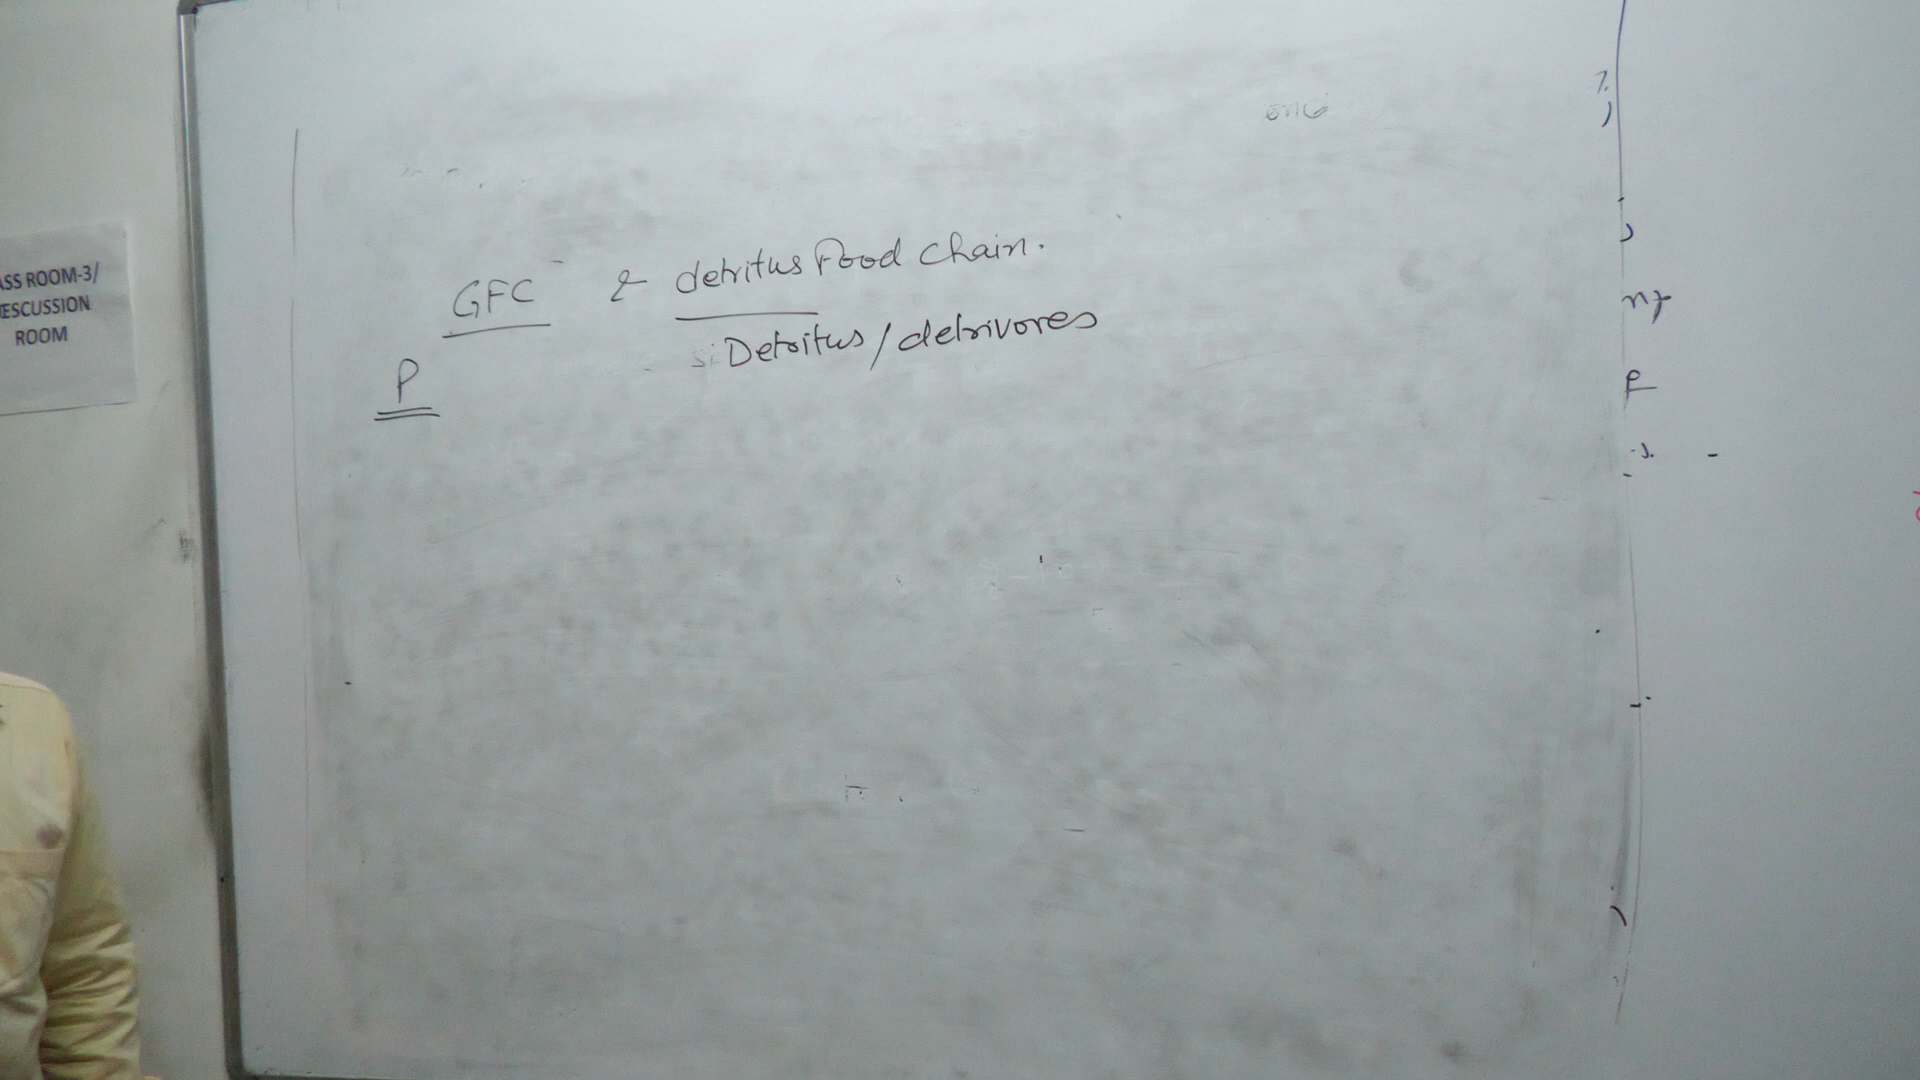 ASS ROOM-3/
ESCUSSION
ROOM
GFC & detritus Food Chain.
Detritus/detrivores
P